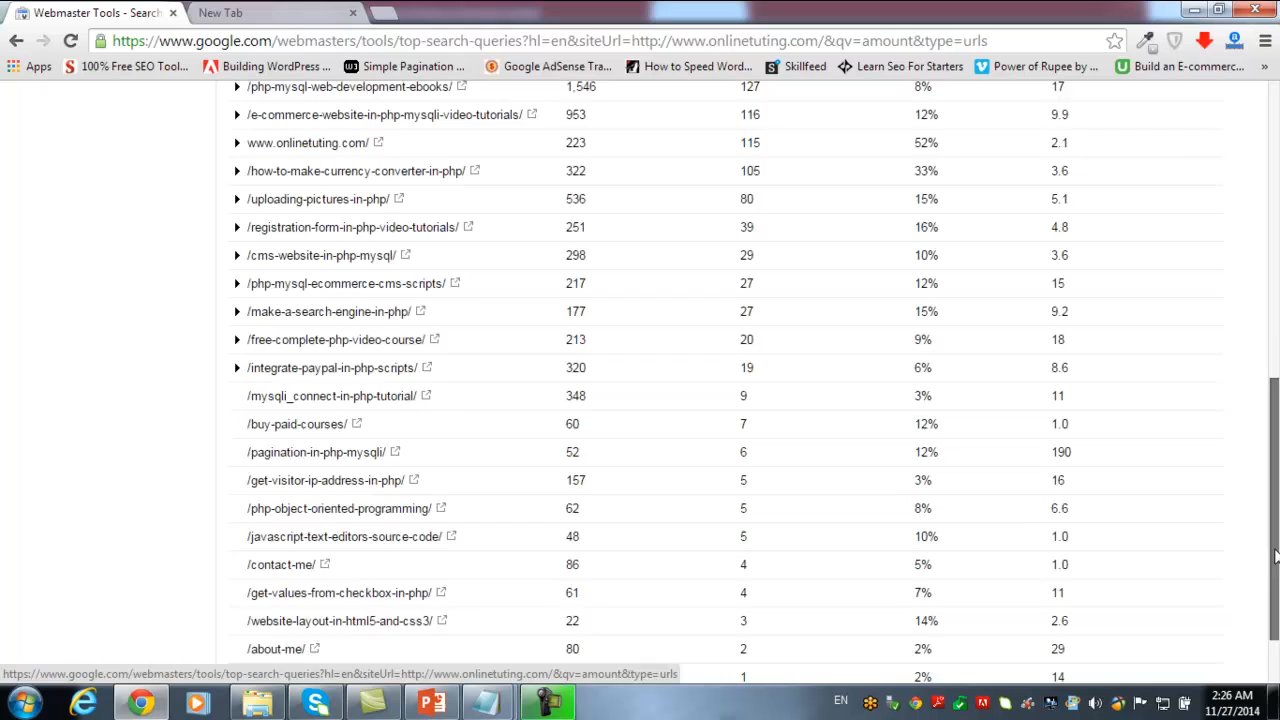 Webmaster Tools - Search
New Tab
https://www.google.com/webmasters/tools/top-search-queries?hl=en&siteUrl=http://www.onlinetuting.com/&qv=amount&type=urls
Apps S 100% Free SEO Tool... Building WordPress ... W3 Simple Pagination ... Google AdSense Tra... How to Speed Word... Skillfeed Learn Seo For Starters Power of Rupee by ... Build an E-commerc... »
/php-mysql-web-development-ebooks/ 1,546 127 8% 17
/e-commerce-website-in-php-mysqli-video-tutorials/ 953 116 12% 9.9
www.onlinetuting.com/ 223 115 52% 2.1
/how-to-make-currency-converter-in-php/ 322 105 33% 3.6
/uploading-pictures-in-php/ 536 80 15% 5.1
/registration-form-in-php-video-tutorials/ 251 39 16% 4.8
/cms-website-in-php-mysql/ 298 29 10% 3.6
/php-mysql-ecommerce-cms-scripts/ 217 27 12% 15
/make-a-search-engine-in-php/ 177 27 15% 9.2
/free-complete-php-video-course/ 213 20 9% 18
/integrate-paypal-in-php-scripts/ 320 19 6% 8.6
/mysqli_connect-in-php-tutorial/ 348 9 3% 11
/buy-paid-courses/ 60 7 12% 1.0
/pagination-in-php-mysqli/ 52 6 12% 190
/get-visitor-ip-address-in-php/ 157 5 3% 16
/php-object-oriented-programming/ 62 5 8% 6.6
/javascript-text-editors-source-code/ 48 5 10% 1.0
/contact-me/ 86 4 5% 1.0
/get-values-from-checkbox-in-php/ 61 4 7% 11
/website-layout-in-html5-and-css3/ 22 3 14% 2.6
/about-me/ 80 2 2% 29
1 2% 14
https://www.google.com/webmasters/tools/top-search-queries?hl=en&siteUrl=http://www.onlinetuting.com/&qv=amount&type=urls
EN
2:26 AM
11/27/2014